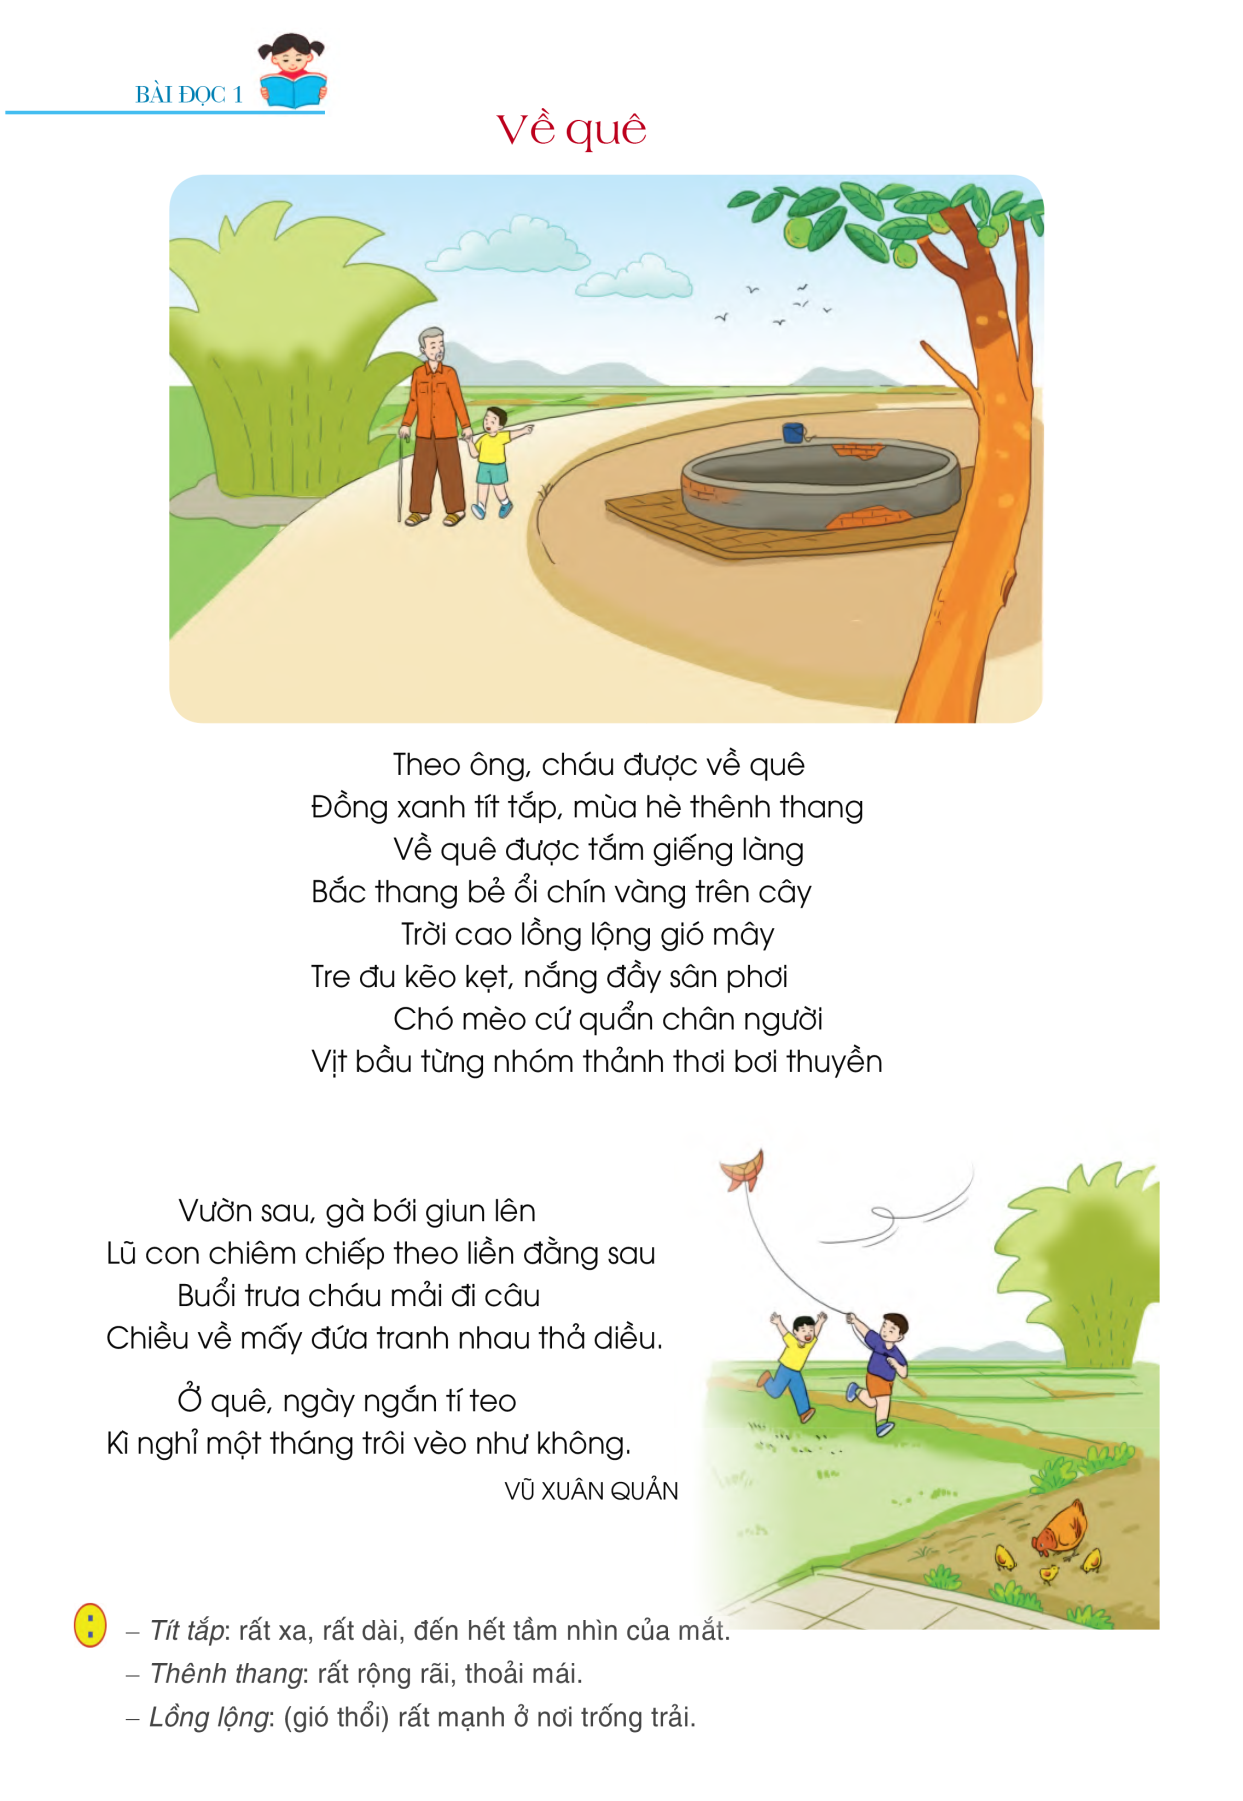 BÀI ĐỌC 1
Về quê
Theo ông, cháu được về quê
Đồng xanh tít tắp, mùa hè thênh thang
Về quê được tắm giếng làng
Bắc thang bẻ ổi chín vàng trên cây
Trời cao lồng lộng gió mây
Tre đu kẽo kẹt, nắng đầy sân phơi
Chó mèo cứ quẩn chân người
Vịt bầu từng nhóm thảnh thơi bơi thuyền
Vườn sau, gà bới giun lên
Lũ con chiêm chiếp theo liền đằng sau
Buổi trưa cháu mải đi câu
Chiều về mấy đứa tranh nhau thả diều.
Ở quê, ngày ngắn tí teo
Kì nghỉ một tháng trôi vèo như không.
VŨ XUÂN QUẢN
– Tít tắp: rất xa, rất dài, đến hết tầm nhìn của mắt.
– Thênh thang: rất rộng rãi, thoải mái.
– Lồng lộng: (gió thổi) rất mạnh ở nơi trống trải.